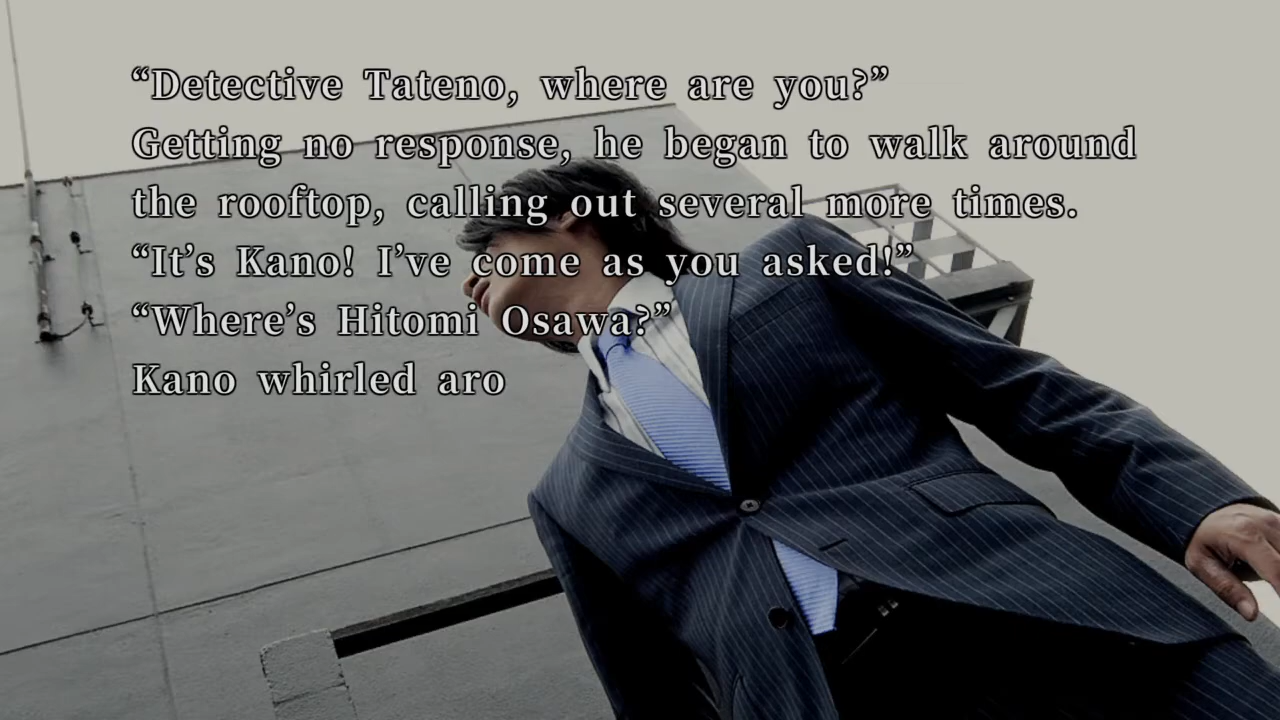 “Detective Tateno, where are you?”
Getting no response, he began to walk around
the rooftop, calling out several more times.
“It’s Kano! I’ve come as you asked!”
“Where’s Hitomi Osawa?”
Kano whirled aro